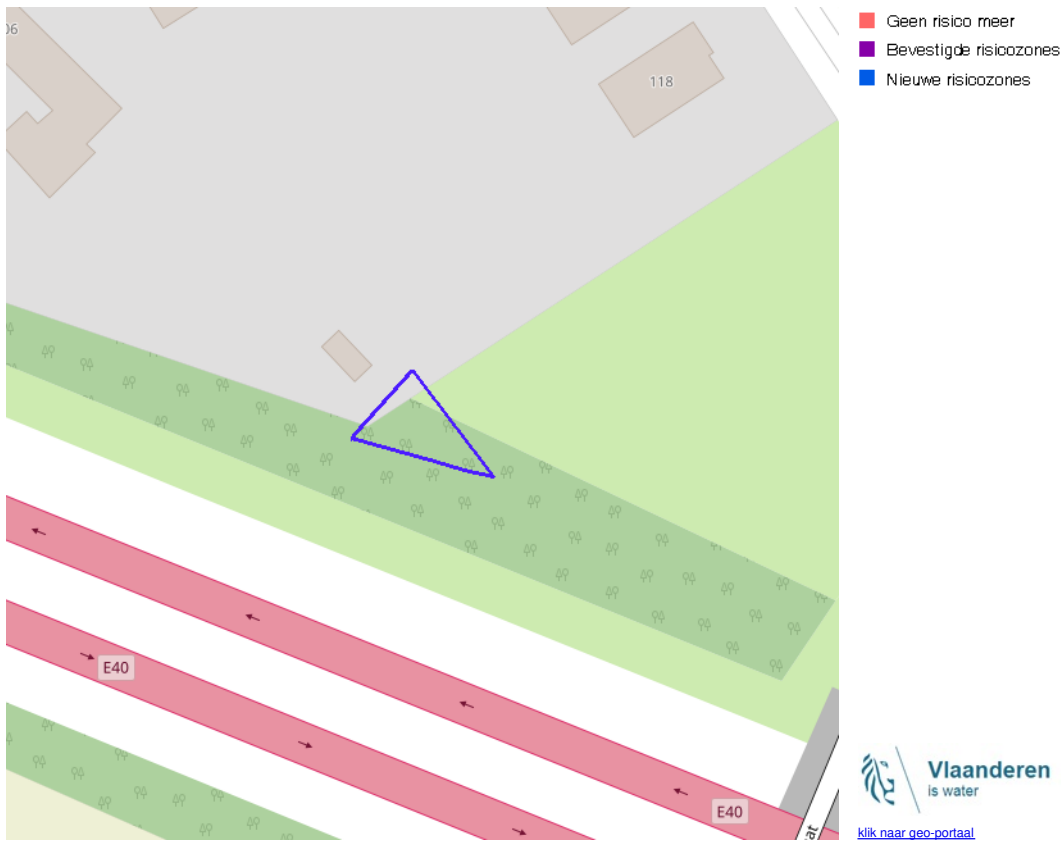 06
118
E40
E40
Geen risico meer
Bevestigde risicozones
Nieuwe risicozones
Vlaanderen
is water
klik naar geo-portaal